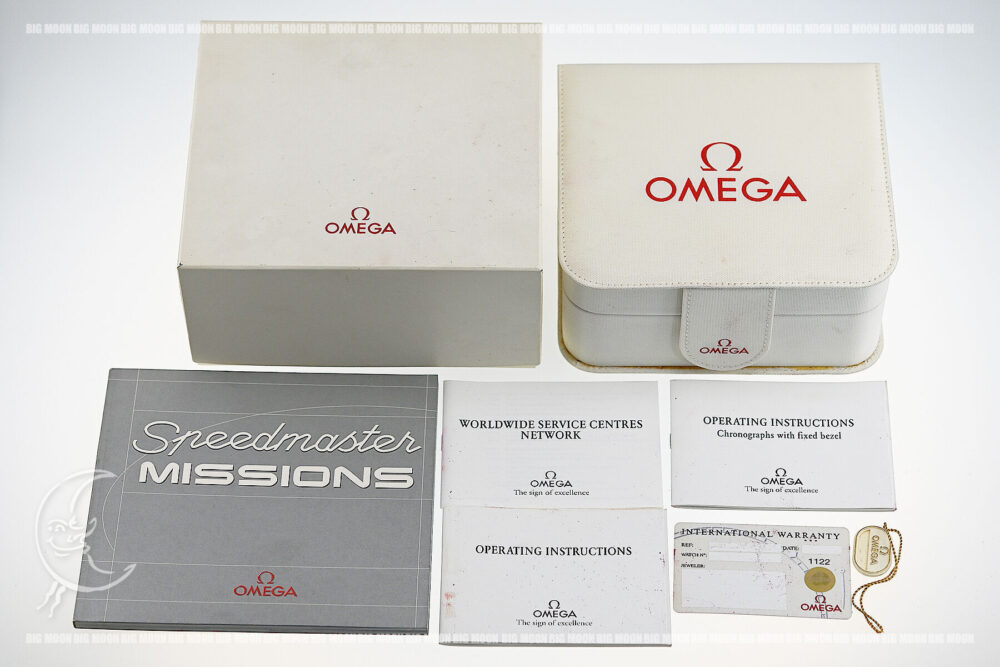 BIG MOON BIG MOON BIG MOON BIG MOON BIG MOON BIG MOON BIG MOON BIG MOON BIG MOON BIG MOON BIG MOON BIG MOON BIG MOON BIG MOON
Ω
OMEGA
Ω
OMEGA
Ω
OMEGA
Speedmaster
MISSIONS
Ω
OMEGA
WORLDWIDE SERVICE CENTRES
NETWORK
Ω
OMEGA
The sign of excellence
OPERATING INSTRUCTIONS
Chronographs with fixed bezel
Ω
OMEGA
The sign of excellence
OPERATING INSTRUCTIONS
Ω
OMEGA
The sign of excellence
INTERNATIONAL WARRANTY
REF:
DATE:
WATCH N°:
JEWELER:
1122
Ω
OMEGA
Ω
OMEGA
BIG MOON BIG MOON BIG MOON BIG MOON BIG MOON BIG MOON BIG MOON BIG MOON BIG MOON BIG MOON BIG MOON BIG MOON BIG MOON BIG MOON